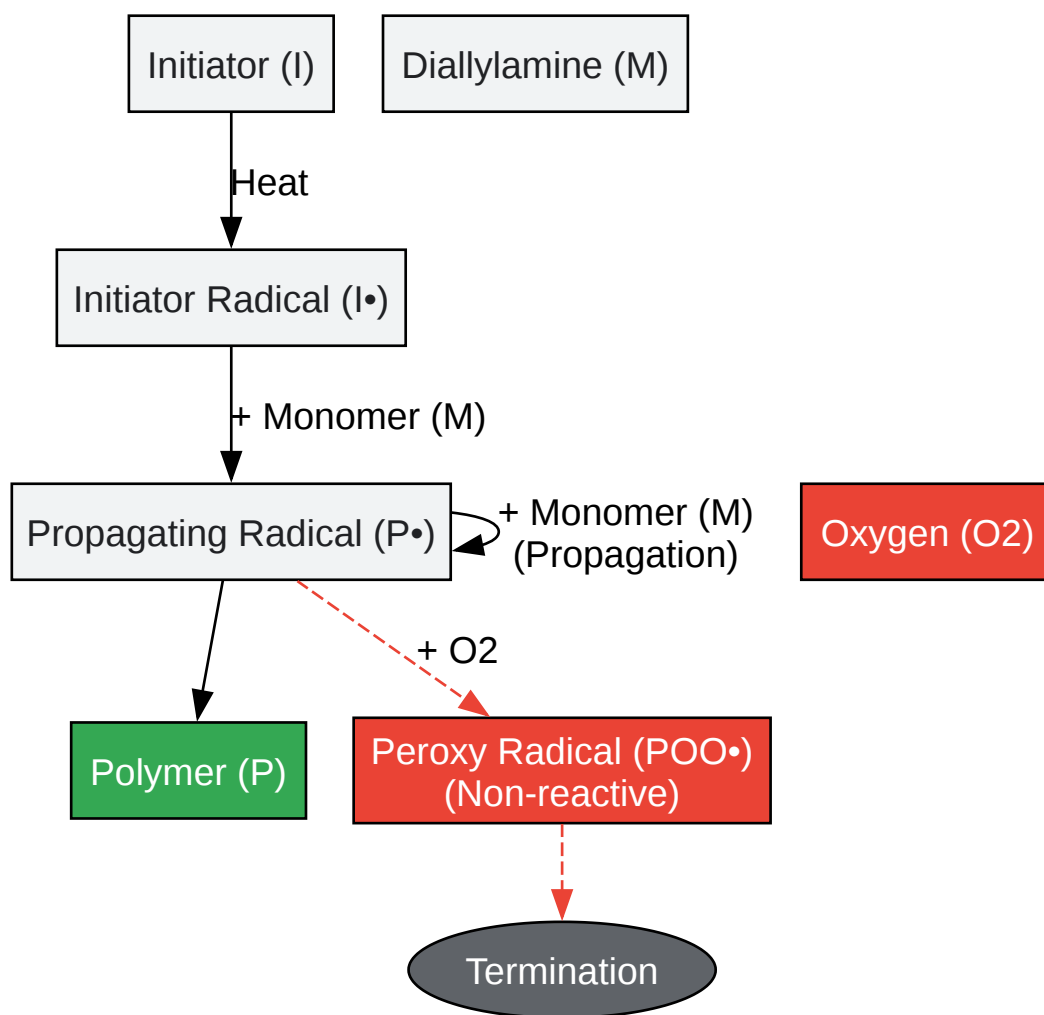 Initiator (I)
Diallylamine (M)
Heat
Initiator Radical (I•)
+ Monomer (M)
Propagating Radical (P•)
+ Monomer (M)
(Propagation)
Oxygen (O2)
+ O2
Polymer (P)
Peroxy Radical (POO•)
(Non-reactive)
Termination